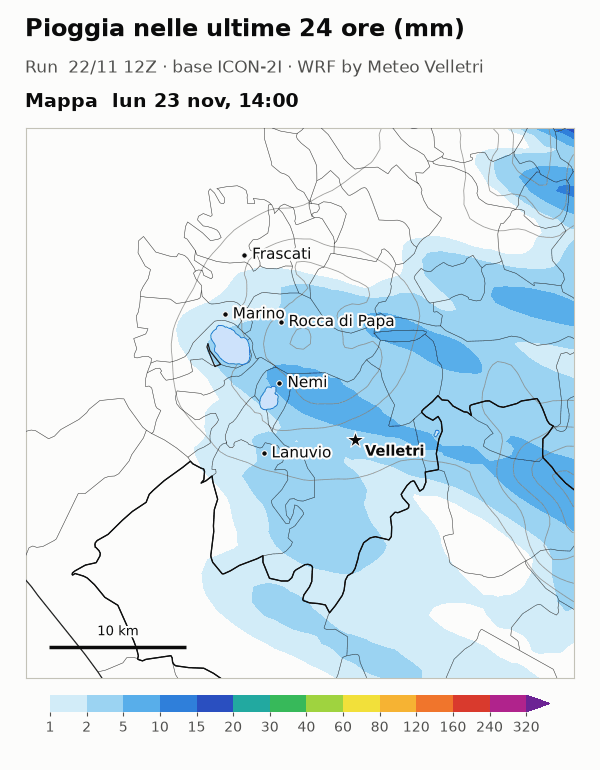 Pioggia nelle ultime 24 ore (mm)
Run  22/11 12Z · base ICON-2I · WRF by Meteo Velletri
Mappa  lun 23 nov, 14:00
Frascati
Marino
Rocca di Papa
Nemi
Velletri
Lanuvio
10 km
1 2 5 10 15 20 30 40 60 80 120 160 240 320